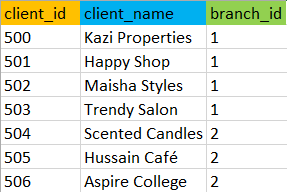 client_id client_name branch_id
500 Kazi Properties 1
501 Happy Shop 1
502 Maisha Styles 1
503 Trendy Salon 1
504 Scented Candles 2
505 Hussain Café 2
506 Aspire College 2